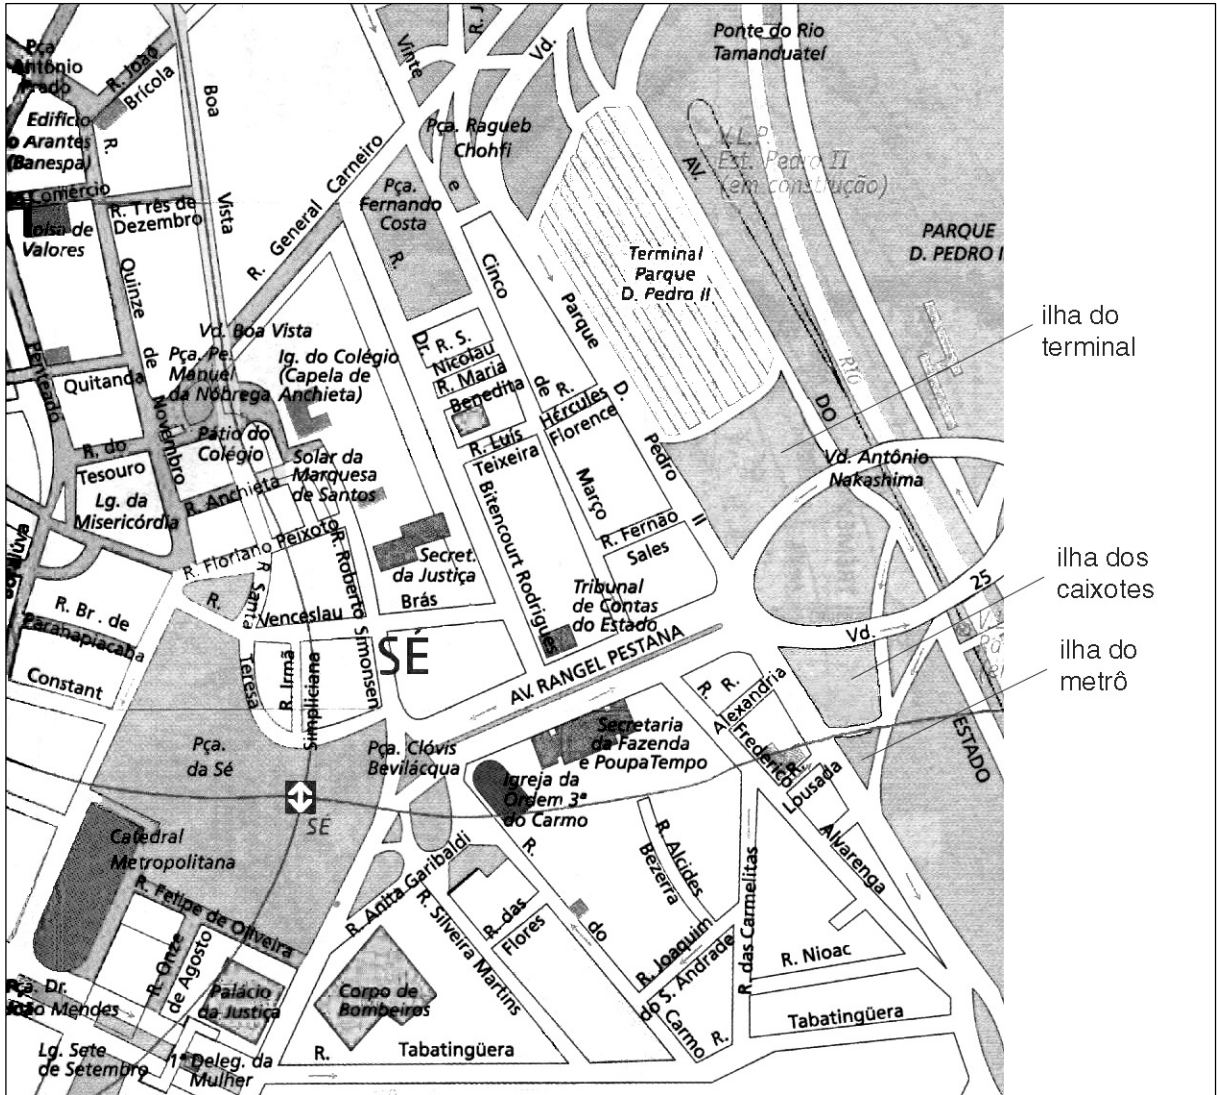 Pça
Antônio
Prado
R. João
Brícola
Boa
Vista
Vinte
e
Cinco
de
Março
R. J
Vd.
Ponte do Rio
Tamanduateí
Edifício
o Arantes
(Banespa)
R.
Quinze
de
Novembro
Pça. Ragueb
Chohfi
AV.
DO
ESTADO
V.L.P.
Est. Pedro II
(em construção)
Comércio
R. Três de
Dezembro
R. General Carneiro
Pça.
Fernando
Costa
R.
Bolsa de
Valores
PARQUE
D. PEDRO I
Terminal
Parque
D. Pedro II
Parque
D.
Pedro
II
ilha do
terminal
Vd. Boa Vista
Pça. Pe.
Manuel
da Nóbrega
Ig. do Colégio
(Capela de
Anchieta)
Dr. R. S.
Nicolau
R. Maria
Benedita
R.
Hércules
Florence
RIO
Penteado
Quitanda
R. do
Tesouro
Pátio do
Colégio
R. Luís
Teixeira
Vd. Antônio
Nakashima
Lg. da
Misericórdia
R. Anchieta
Solar da
Marquesa
de Santos
Bitencourt Rodrigues
R. Fernão
Sales
R. Floriano Peixoto
R. Roberto Simonsen
Secret.
da Justiça
ilha dos
caixotes
25
Vd.
R. Br. de
Paranapiacaba
R.
Venceslau
Brás
R. Santa
Teresa
Tribunal
de Contas
do Estado
SÉ
AV. RANGEL PESTANA
ilha do
metrô
Constant
R. Irmã
Simpliciana
R.
Alexandria
R.
Frederico
R.
Lousada
Alvarenga
Pça.
da Sé
Pça. Clóvis
Bevilácqua
Secretaria
da Fazenda
e PoupaTempo
SÉ
Igreja da
Ordem 3ª
do Carmo
Catedral
Metropolitana
R. Anita Garibaldi
R.
do
Carmo
R. Alcides
Bezerra
R. das Carmelitas
R. Felipe de Oliveira
R. Silveira Martins
R. das
Flores
R. Joaquim
do S. Andrade
R. Nioac
R. Onze
de Agosto
Palácio
da Justiça
Corpo de
Bombeiros
Pça. Dr.
João Mendes
R.
Tabatingüera
R.
Tabatingüera
Lg. Sete
de Setembro
1ª Deleg. da
Mulher